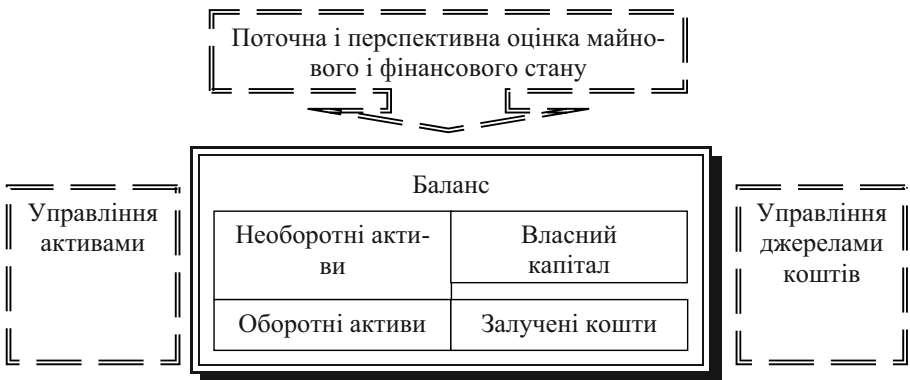 Поточна і перспективна оцінка майно-
вого і фінансового стану
Баланс
Управління
активами
Необоротні акти-
ви
Власний
капітал
Оборотні активи
Залучені кошти
Управління
джерелами
коштів